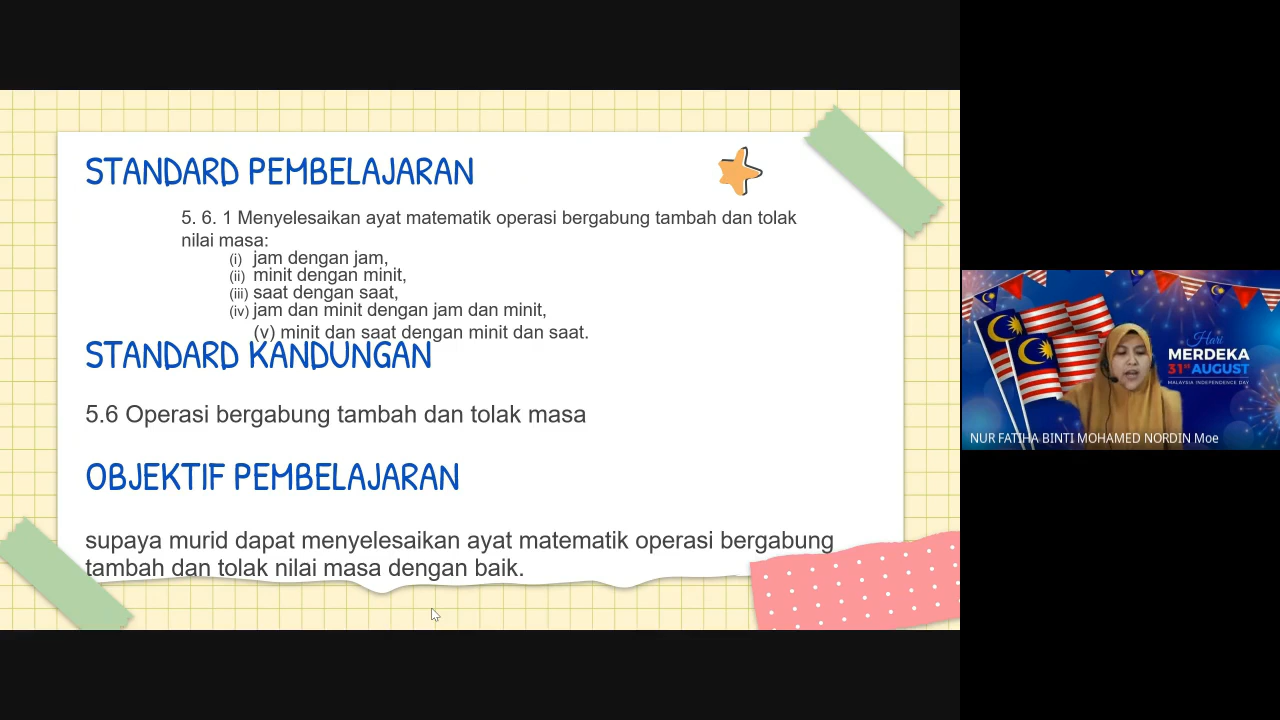 STANDARD PEMBELAJARAN
5. 6. 1 Menyelesaikan ayat matematik operasi bergabung tambah dan tolak
nilai masa:
(i) jam dengan jam,
(ii) minit dengan minit,
(iii) saat dengan saat,
(iv) jam dan minit dengan jam dan minit,
(v) minit dan saat dengan minit dan saat.
STANDARD KANDUNGAN
5.6 Operasi bergabung tambah dan tolak masa
OBJEKTIF PEMBELAJARAN
supaya murid dapat menyelesaikan ayat matematik operasi bergabung
tambah dan tolak nilai masa dengan baik.
Hari
MERDEKA
31st AUGUST
MALAYSIA INDEPENDENCE DAY
NUR FATIHA BINTI MOHAMED NORDIN Moe